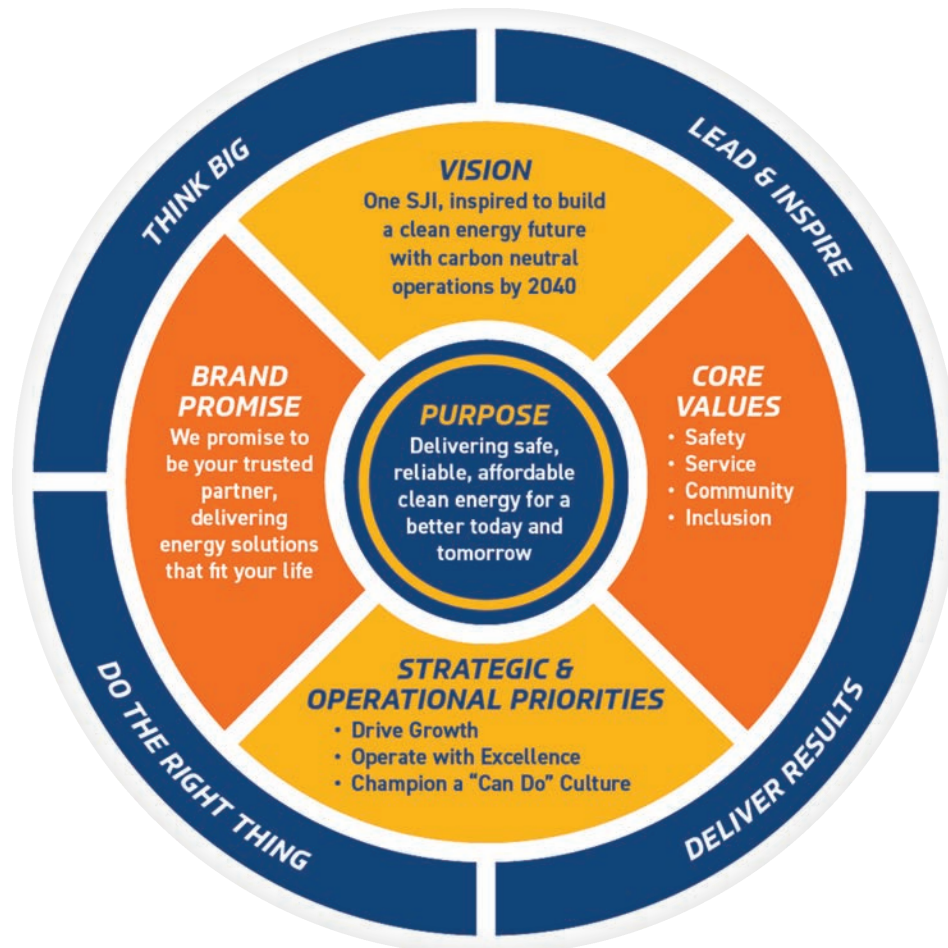 THINK BIG
LEAD & INSPIRE
VISION
One SJI, inspired to build
a clean energy future
with carbon neutral
operations by 2040
BRAND
PROMISE
We promise to
be your trusted
partner,
delivering
energy solutions
that fit your life
PURPOSE
Delivering safe,
reliable, affordable
clean energy for a
better today and
tomorrow
CORE
VALUES
• Safety
• Service
• Community
• Inclusion
STRATEGIC &
OPERATIONAL PRIORITIES
• Drive Growth
• Operate with Excellence
• Champion a “Can Do” Culture
DO THE RIGHT THING
DELIVER RESULTS